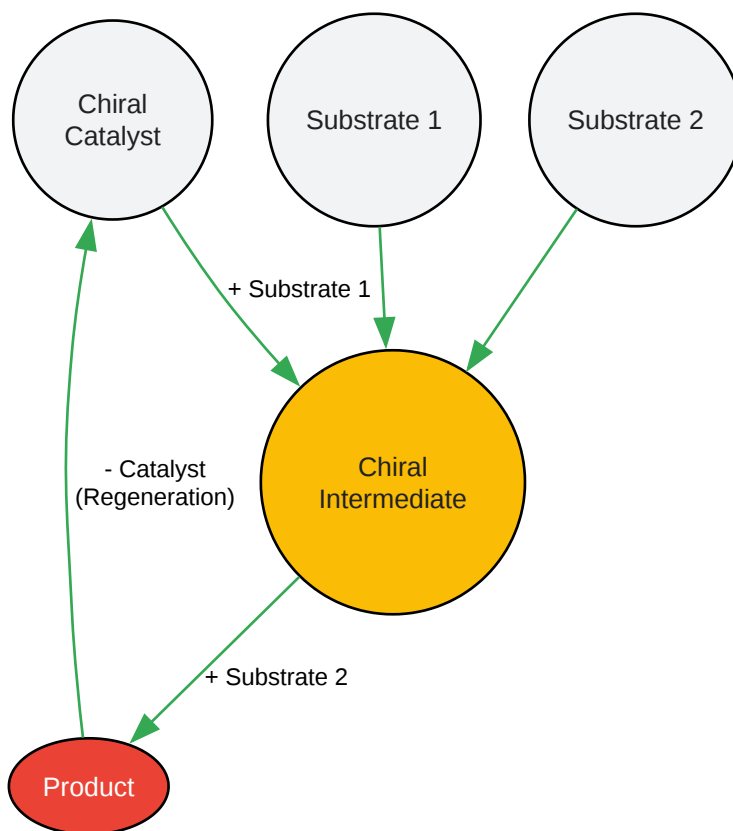 Chiral
Catalyst
Substrate 1
Substrate 2
+ Substrate 1
- Catalyst
(Regeneration)
Chiral
Intermediate
+ Substrate 2
Product